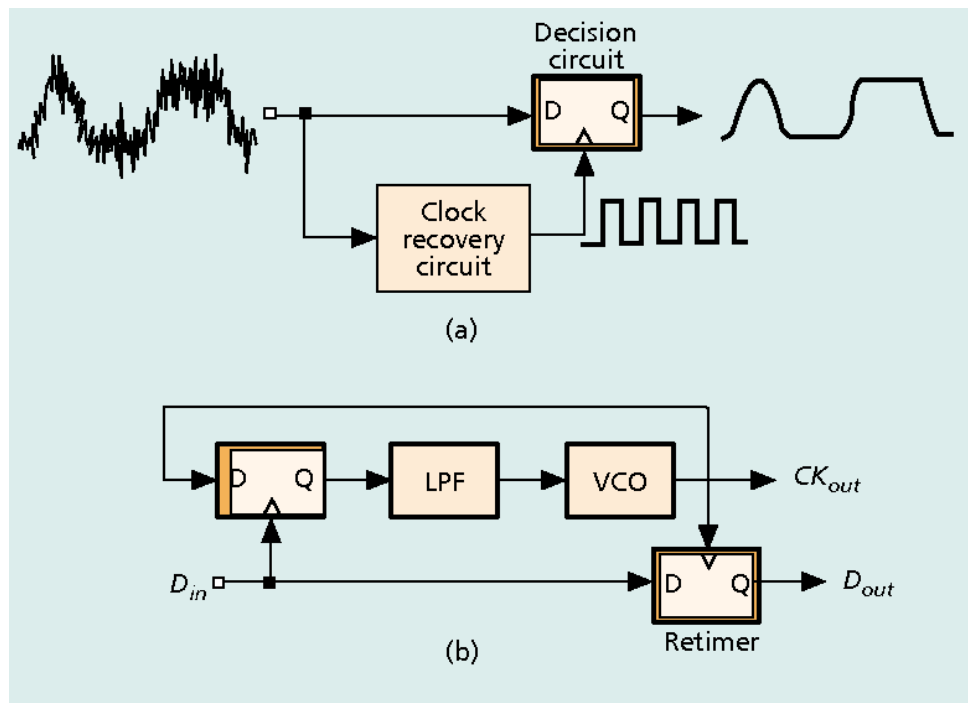 Decision
circuit
D Q
Clock
recovery
circuit
(a)
D Q
LPF
VCO
CKout
Din
D Q
Dout
Retimer
(b)